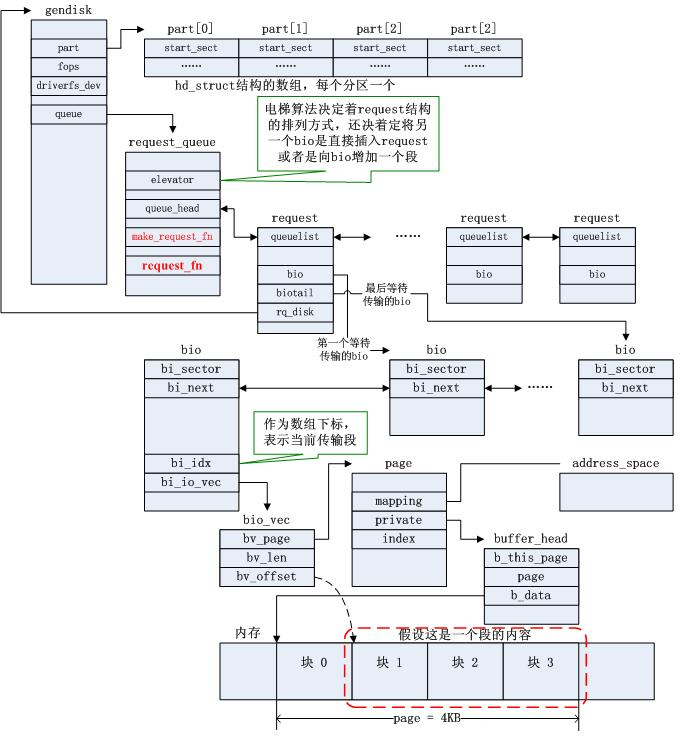 gendisk
part
fops
driverfs_dev
queue
part[0]
part[1]
part[2]
part[2]
start_sect
start_sect
start_sect
start_sect
……
……
……
……
hd_struct结构的数组，每个分区一个
电梯算法决定着request结构
的排列方式，还决着定将另
一个bio是直接插入request
或者是向bio增加一个段
request_queue
elevator
queue_head
make_request_fn
request_fn
request
queuelist
bio
biotail
rq_disk
……
request
queuelist
bio
request
queuelist
bio
最后等待
传输的bio
第一个等待
传输的bio
bio
bi_sector
bi_next
bi_idx
bi_io_vec
bio
bi_sector
bi_next
……
bio
bi_sector
bi_next
作为数组下标，
表示当前传输段
bio_vec
bv_page
bv_len
bv_offset
page
mapping
private
index
address_space
buffer_head
b_this_page
page
b_data
内存
假设这是一个段的内容
块 0
块 1
块 2
块 3
page = 4KB